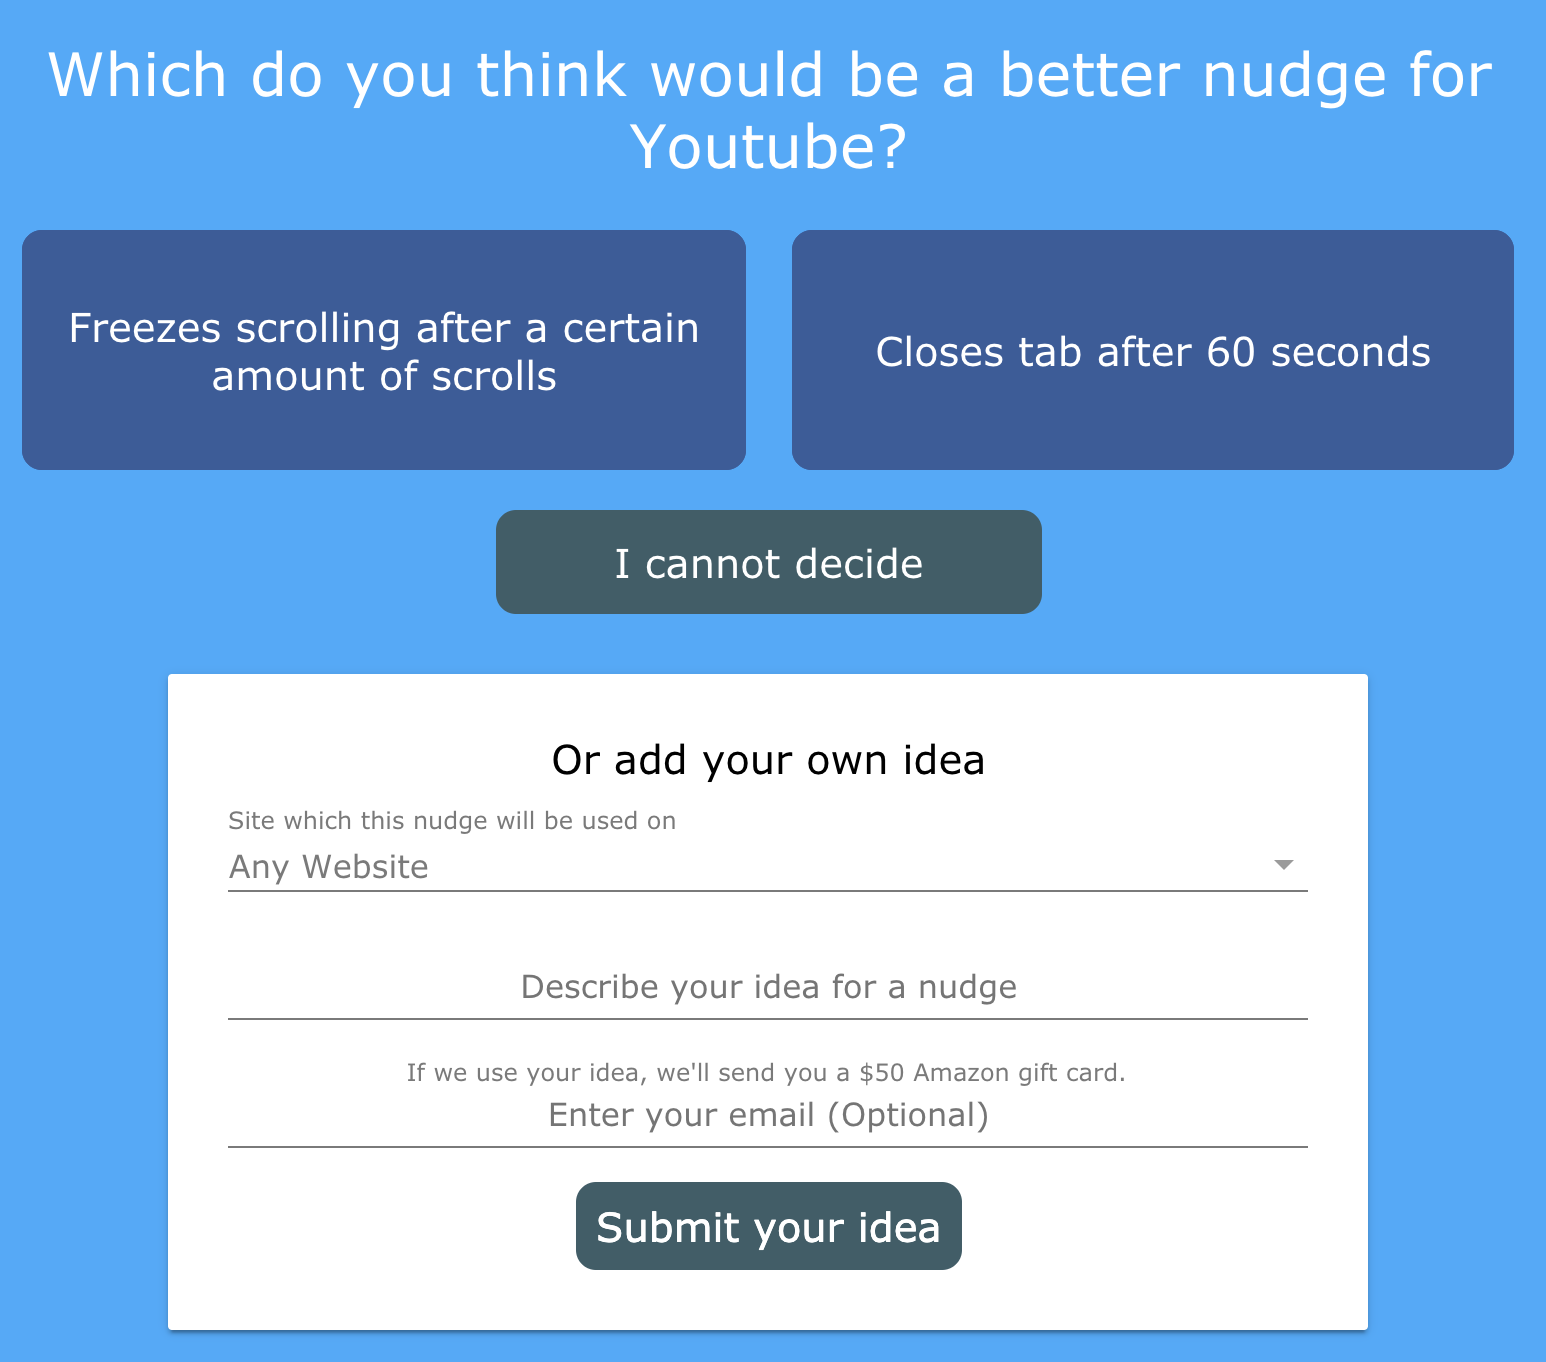 Which do you think would be a better nudge for
Youtube?
Freezes scrolling after a certain
amount of scrolls
Closes tab after 60 seconds
I cannot decide
Or add your own idea
Site which this nudge will be used on
Any Website
Describe your idea for a nudge
If we use your idea, we'll send you a $50 Amazon gift card.
Enter your email (Optional)
Submit your idea